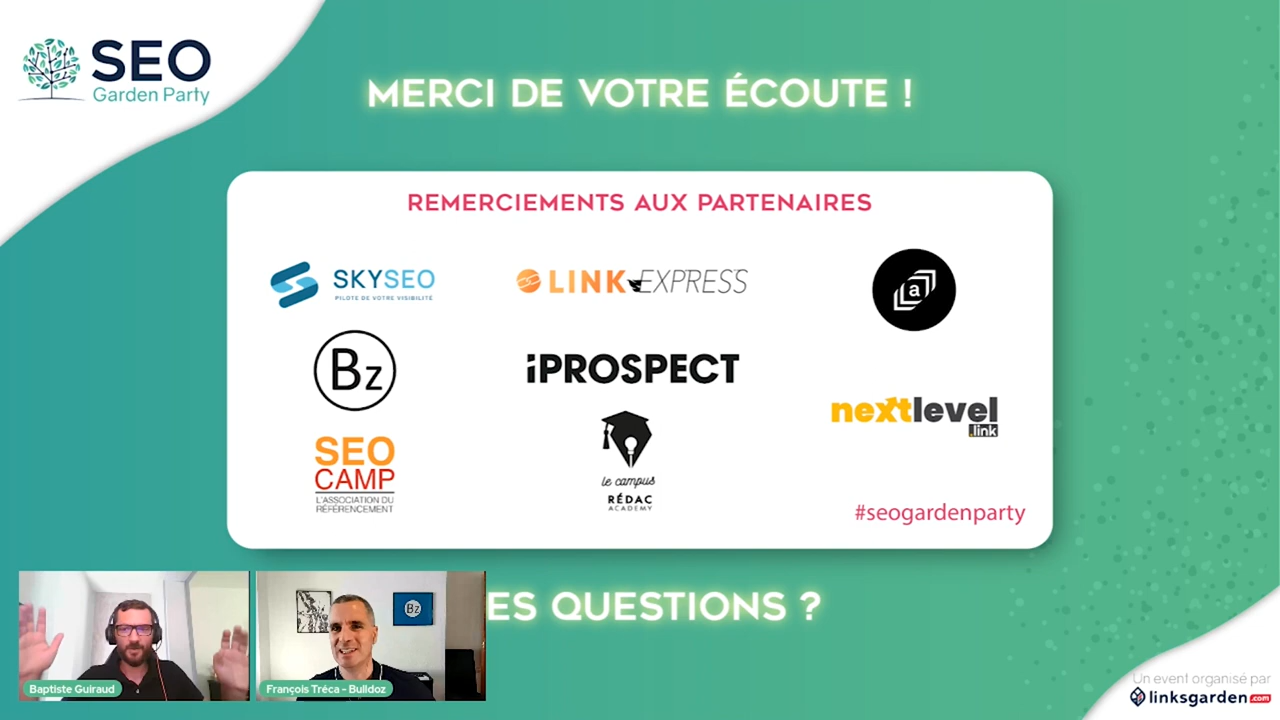 SEO
Garden Party
MERCI DE VOTRE ÉCOUTE !
REMERCIEMENTS AUX PARTENAIRES
SKYSEO
PILOTE DE VOTRE VISIBILITÉ
LINK EXPRESS
a
Bz
iPROSPECT
nextlevel
.link
SEO
CAMP
L'ASSOCIATION DU
RÉFÉRENCEMENT
le campus
RÉDAC
ACADEMY
#seogardenparty
ES QUESTIONS ?
Bz
Baptiste Guiraud
François Tréca - Bulldoz
Un event organisé par
linksgarden.com